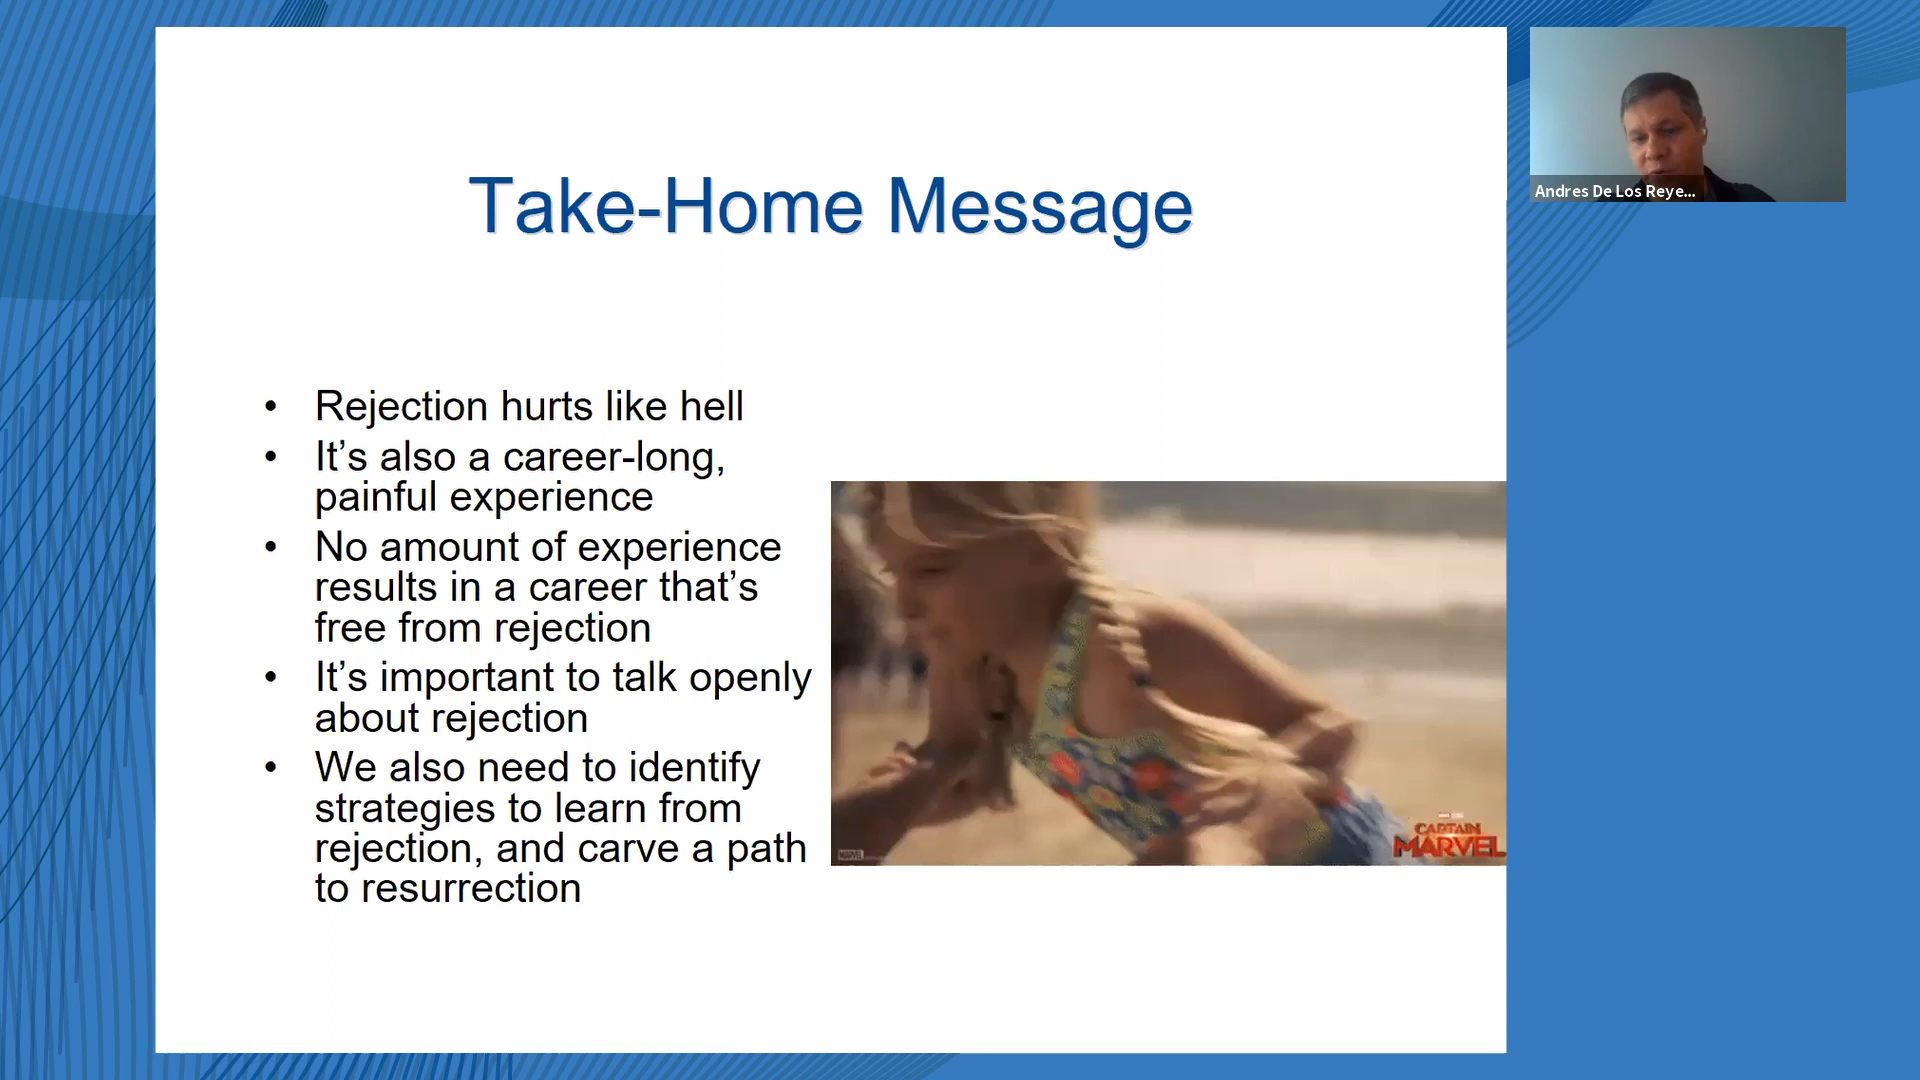 Take-Home Message
• Rejection hurts like hell
• It’s also a career-long,
painful experience
• No amount of experience
results in a career that’s
free from rejection
• It’s important to talk openly
about rejection
• We also need to identify
strategies to learn from
rejection, and carve a path
to resurrection
MARVEL
CAPTAIN
MARVEL
Andres De Los Reye...